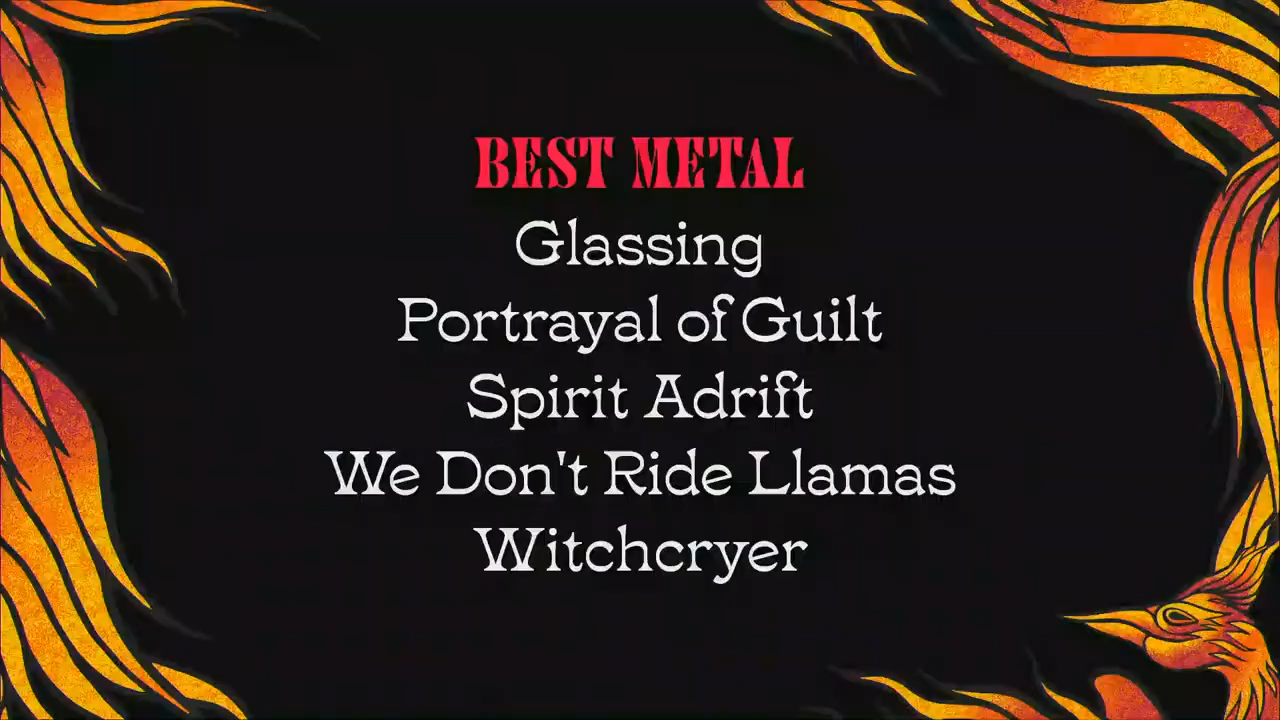 BEST METAL
Glassing
Portrayal of Guilt
Spirit Adrift
We Don't Ride Llamas
Witchcryer